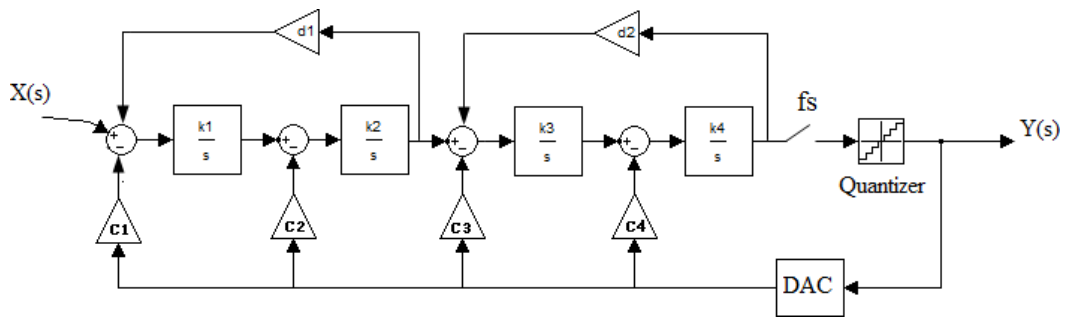 d1
d2
X(s)
k1
s
k2
s
k3
s
k4
s
fs
Y(s)
+
−
+
−
+
−
+
−
Quantizer
C1
C2
C3
C4
DAC